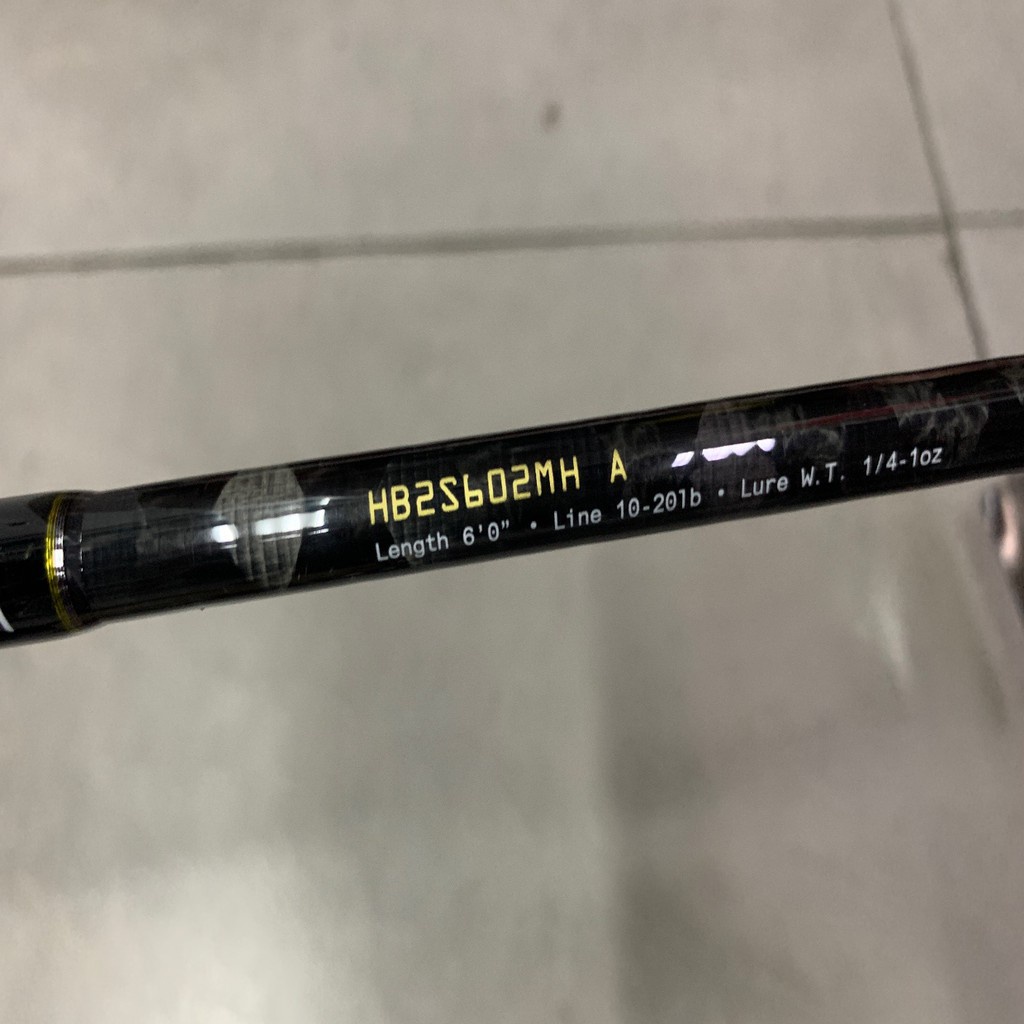 HB2S602MH A
Length 6'0" • Line 10-20lb • Lure W.T. 1/4-1oz